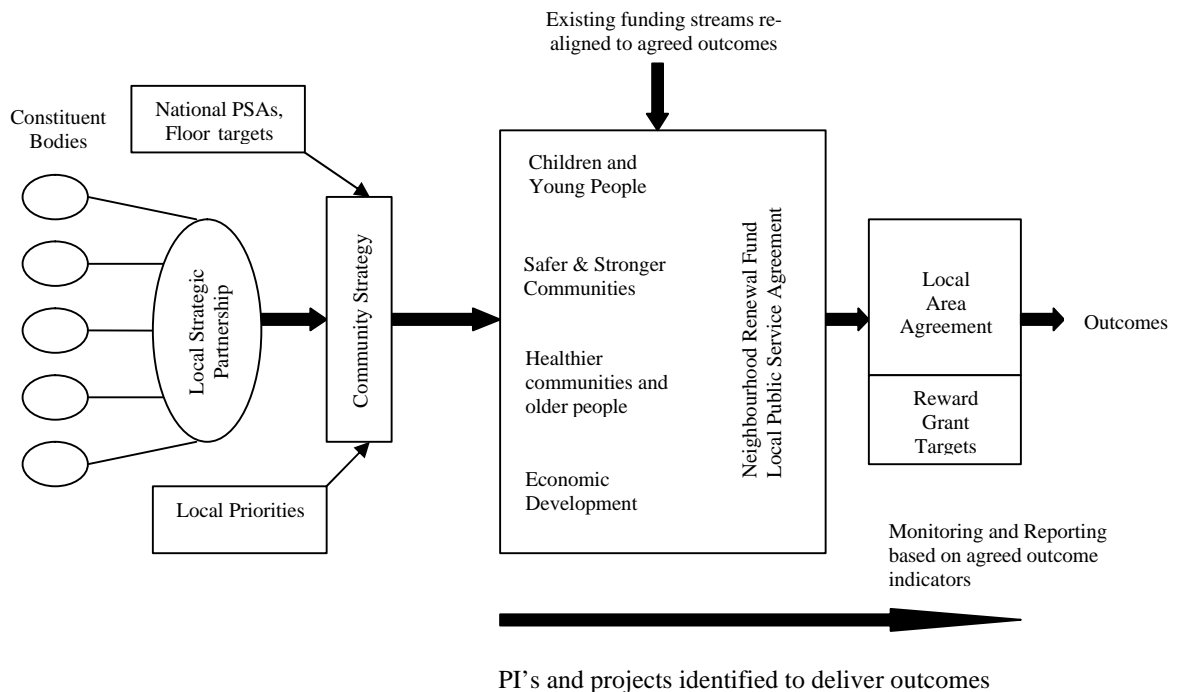 Existing funding streams re-
aligned to agreed outcomes
Constituent
Bodies
National PSAs,
Floor targets
Local Strategic
Partnership
Community Strategy
Local Priorities
Children and
Young People
Safer & Stronger
Communities
Healthier
communities and
older people
Economic
Development
Neighbourhood Renewal Fund
Local Public Service Agreement
Local
Area
Agreement
Reward
Grant
Targets
Outcomes
Monitoring and Reporting
based on agreed outcome
indicators
PI’s and projects identified to deliver outcomes